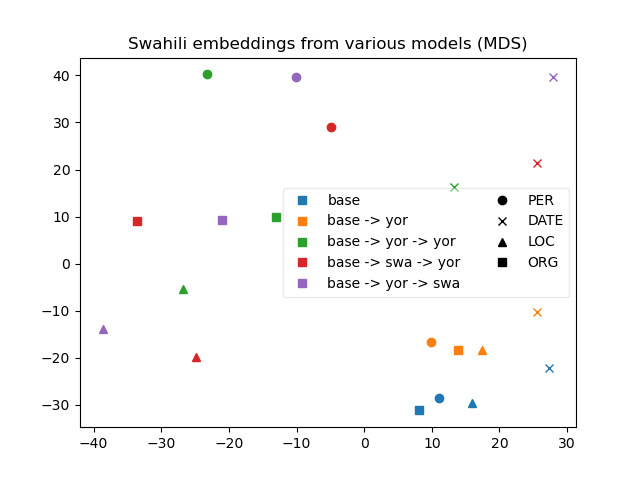 Swahili embeddings from various models (MDS)
40
30
20
10
0
−10
−20
−30
base
base -> yor
base -> yor -> yor
base -> swa -> yor
base -> yor -> swa
PER
DATE
LOC
ORG
−40 −30 −20 −10 0 10 20 30